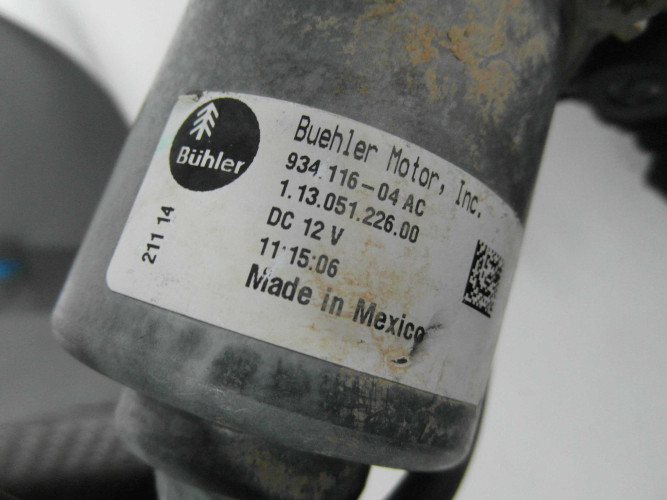 Bühler
Buehler Motor, Inc.
934.116-04 AC
1.13.051.226.00
DC 12 V
11:15:06
Made in Mexico
211 14